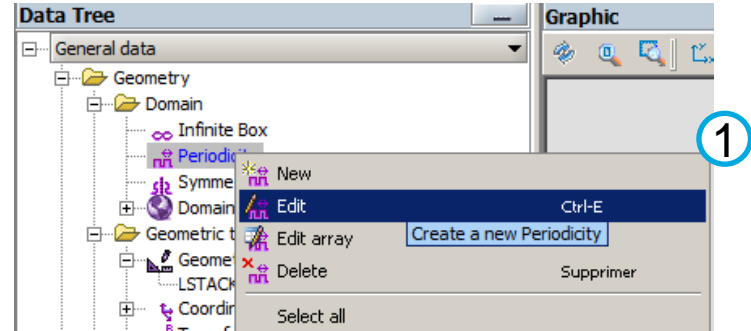 Data Tree
Graphic
General data
Geometry
Domain
Infinite Box
Periodic
1
New
Symme
Edit Ctrl-E
Domain
Create a new Periodicity
Geometric t
Edit array
Geome
Delete Supprimer
LSTACK
Coordin
Select all